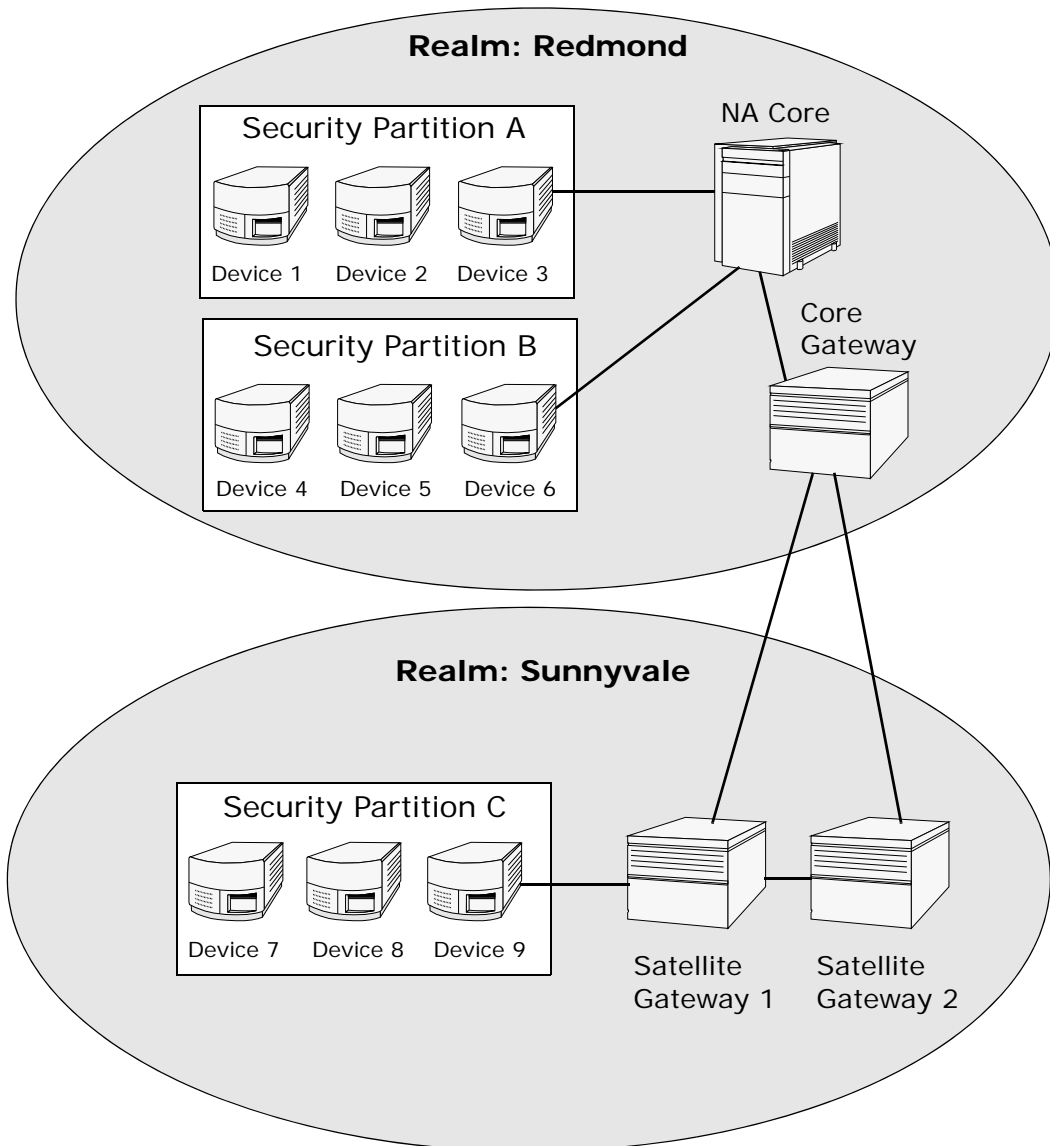 Realm: Redmond
Security Partition A
Device 1
Device 2
Device 3
NA Core
Security Partition B
Device 4
Device 5
Device 6
Core
Gateway
Realm: Sunnyvale
Security Partition C
Device 7
Device 8
Device 9
Satellite
Gateway 1
Satellite
Gateway 2